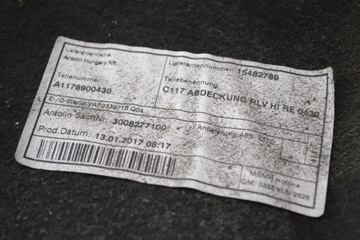 Lieferantenname:
Antolin Hungary Kft.
Lieferantennummer: 15482789
Teilenummer:
A1176900430
Teilebenennung:
C117 ABDECKUNG RLV HI RE 0430
Antolin SachNr: 3008277100
Prod.Datum: 13.01.2017 08:17